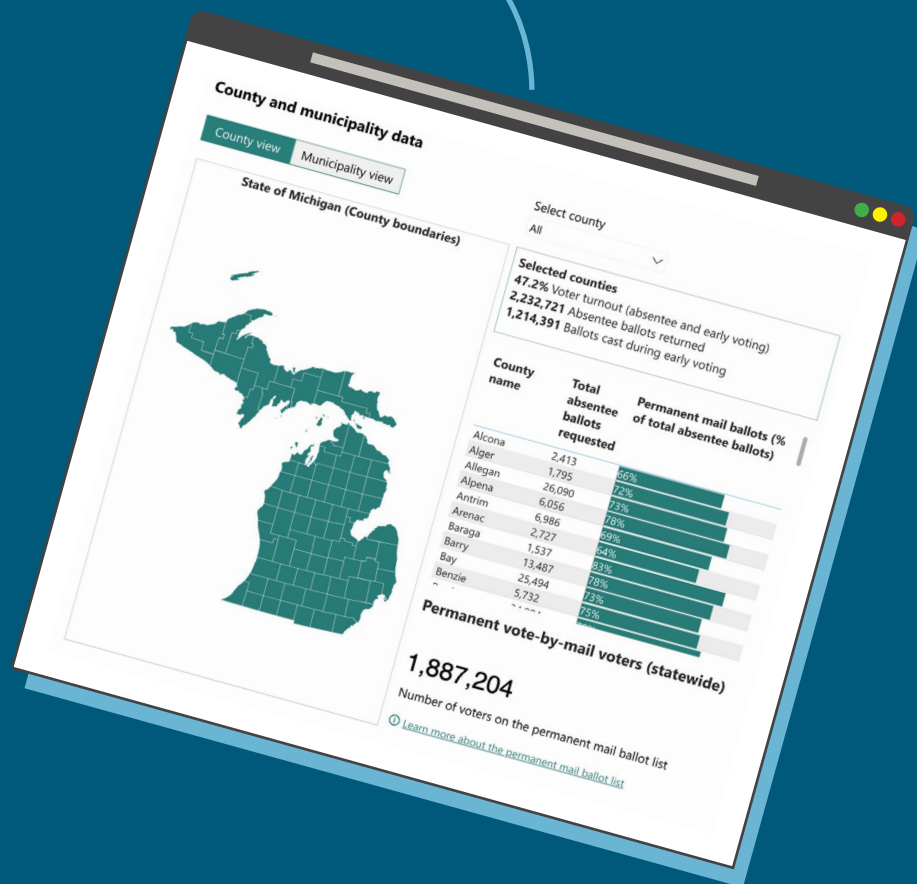 County and municipality data
County view
Municipality view
State of Michigan (County boundaries)
Select county
All
Selected counties
47.2% Voter turnout (absentee and early voting)
2,232,721 Absentee ballots returned
1,214,391 Ballots cast during early voting
County name
Total absentee ballots requested
Permanent mail ballots (% of total absentee ballots)
Alcona 2,413 66%
Alger 1,795 72%
Allegan 26,090 73%
Alpena 6,056 78%
Antrim 6,986 69%
Arenac 2,727 64%
Baraga 1,537 83%
Barry 13,487 78%
Bay 25,494 73%
Benzie 5,732 75%
Permanent vote-by-mail voters (statewide)
1,887,204
Number of voters on the permanent mail ballot list
Learn more about the permanent mail ballot list